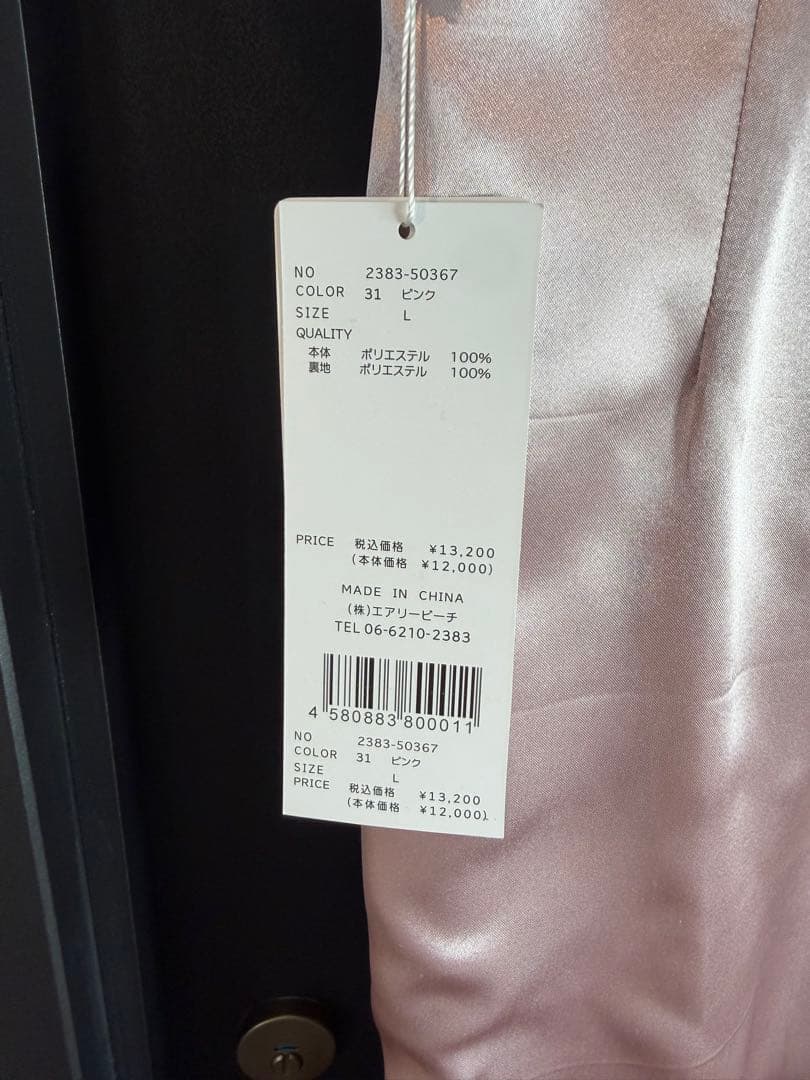 NO 2383-50367
COLOR 31 ピンク
SIZE L
QUALITY
本体 ポリエステル 100%
裏地 ポリエステル 100%
PRICE 税込価格 ¥13,200
(本体価格 ¥12,000)
MADE IN CHINA
(株)エアリーピーチ
TEL 06-6210-2383
4 580883 800011
NO 2383-50367
COLOR 31 ピンク
SIZE L
PRICE 税込価格 ¥13,200
(本体価格 ¥12,000)